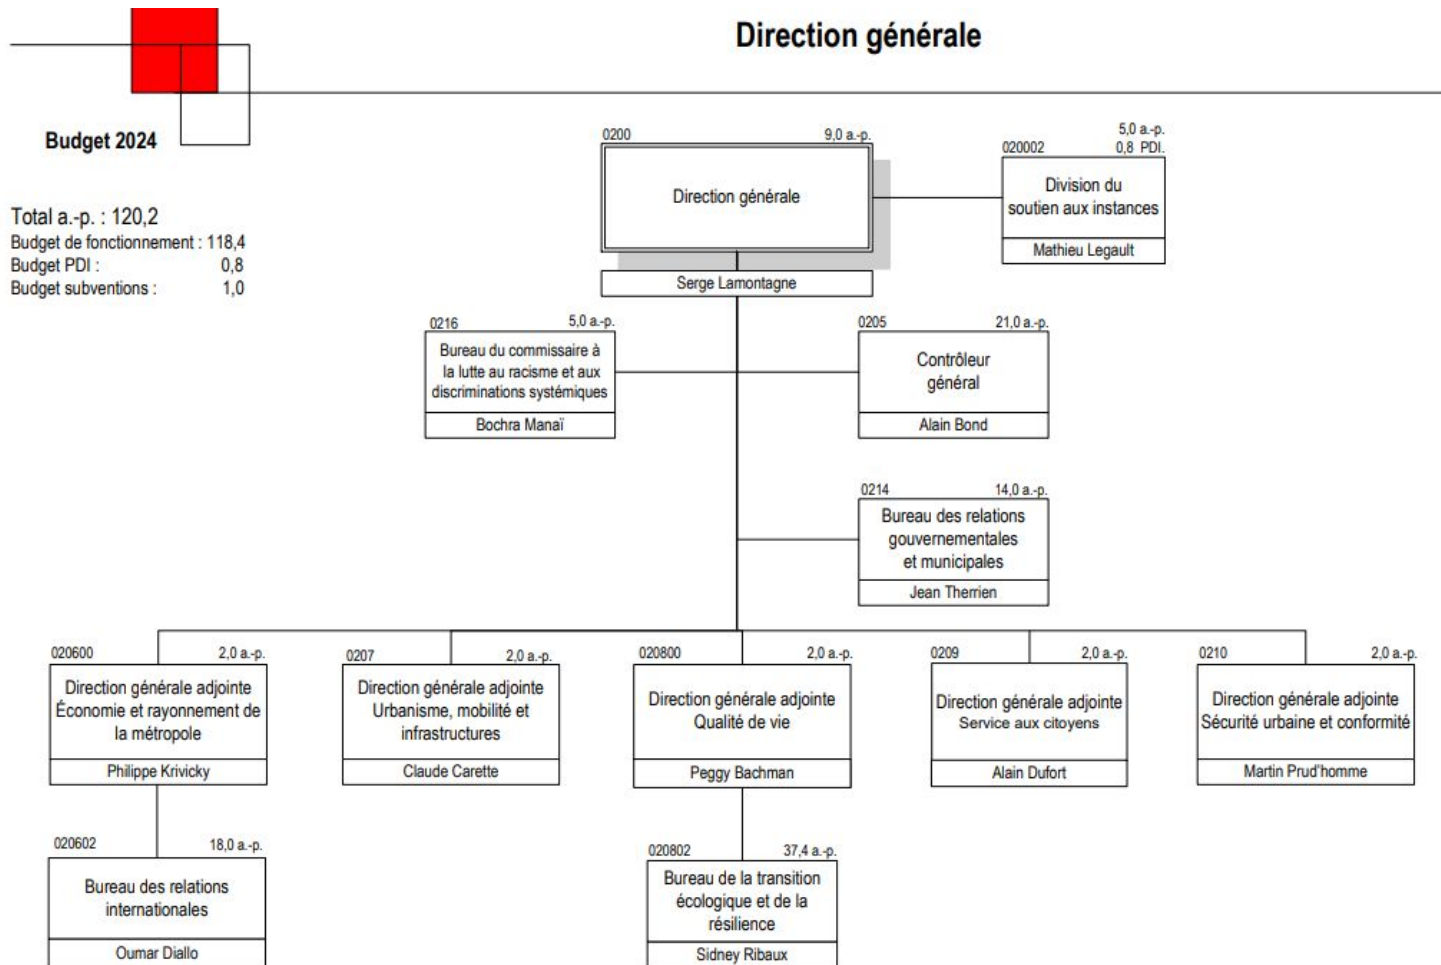 Direction générale
Budget 2024
Total a.-p. : 120,2
Budget de fonctionnement : 118,4
Budget PDI : 0,8
Budget subventions : 1,0
0200 9,0 a.-p.
Direction générale
Serge Lamontagne
5,0 a.-p.
020002 0,8 PDI.
Division du
soutien aux instances
Mathieu Legault
0216 5,0 a.-p.
Bureau du commissaire à
la lutte au racisme et aux
discriminations systémiques
Bochra Manaï
0205 21,0 a.-p.
Contrôleur
général
Alain Bond
0214 14,0 a.-p.
Bureau des relations
gouvernementales
et municipales
Jean Therrien
020600 2,0 a.-p.
Direction générale adjointe
Économie et rayonnement de
la métropole
Philippe Krivicky
0207 2,0 a.-p.
Direction générale adjointe
Urbanisme, mobilité et
infrastructures
Claude Carette
020800 2,0 a.-p.
Direction générale adjointe
Qualité de vie
Peggy Bachman
0209 2,0 a.-p.
Direction générale adjointe
Service aux citoyens
Alain Dufort
0210 2,0 a.-p.
Direction générale adjointe
Sécurité urbaine et conformité
Martin Prud'homme
020602 18,0 a.-p.
Bureau des relations
internationales
Oumar Diallo
020802 37,4 a.-p.
Bureau de la transition
écologique et de la
résilience
Sidney Ribaux